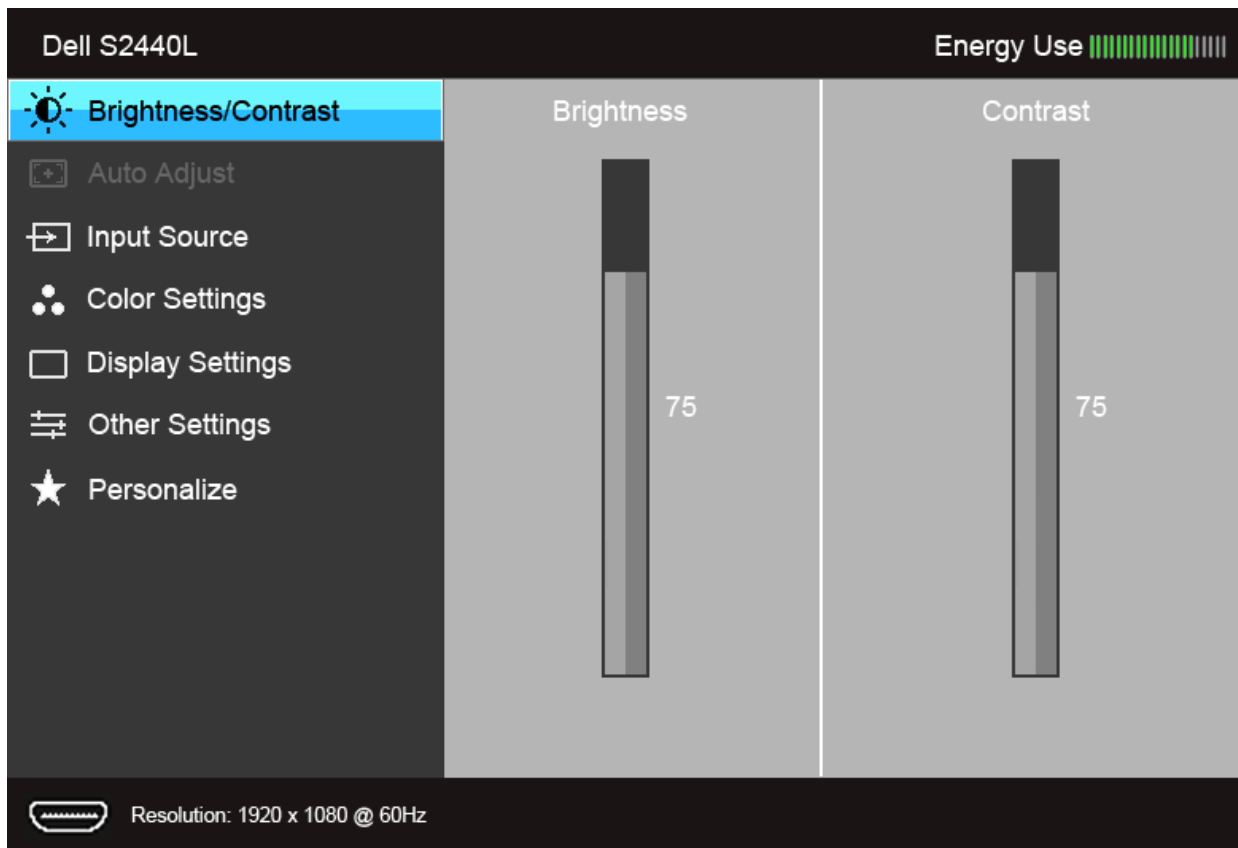 Dell S2440L Energy Use
Brightness/Contrast Brightness Contrast
Auto Adjust
Input Source
Color Settings
Display Settings
75 75
Other Settings
Personalize
Resolution: 1920 x 1080 @ 60Hz